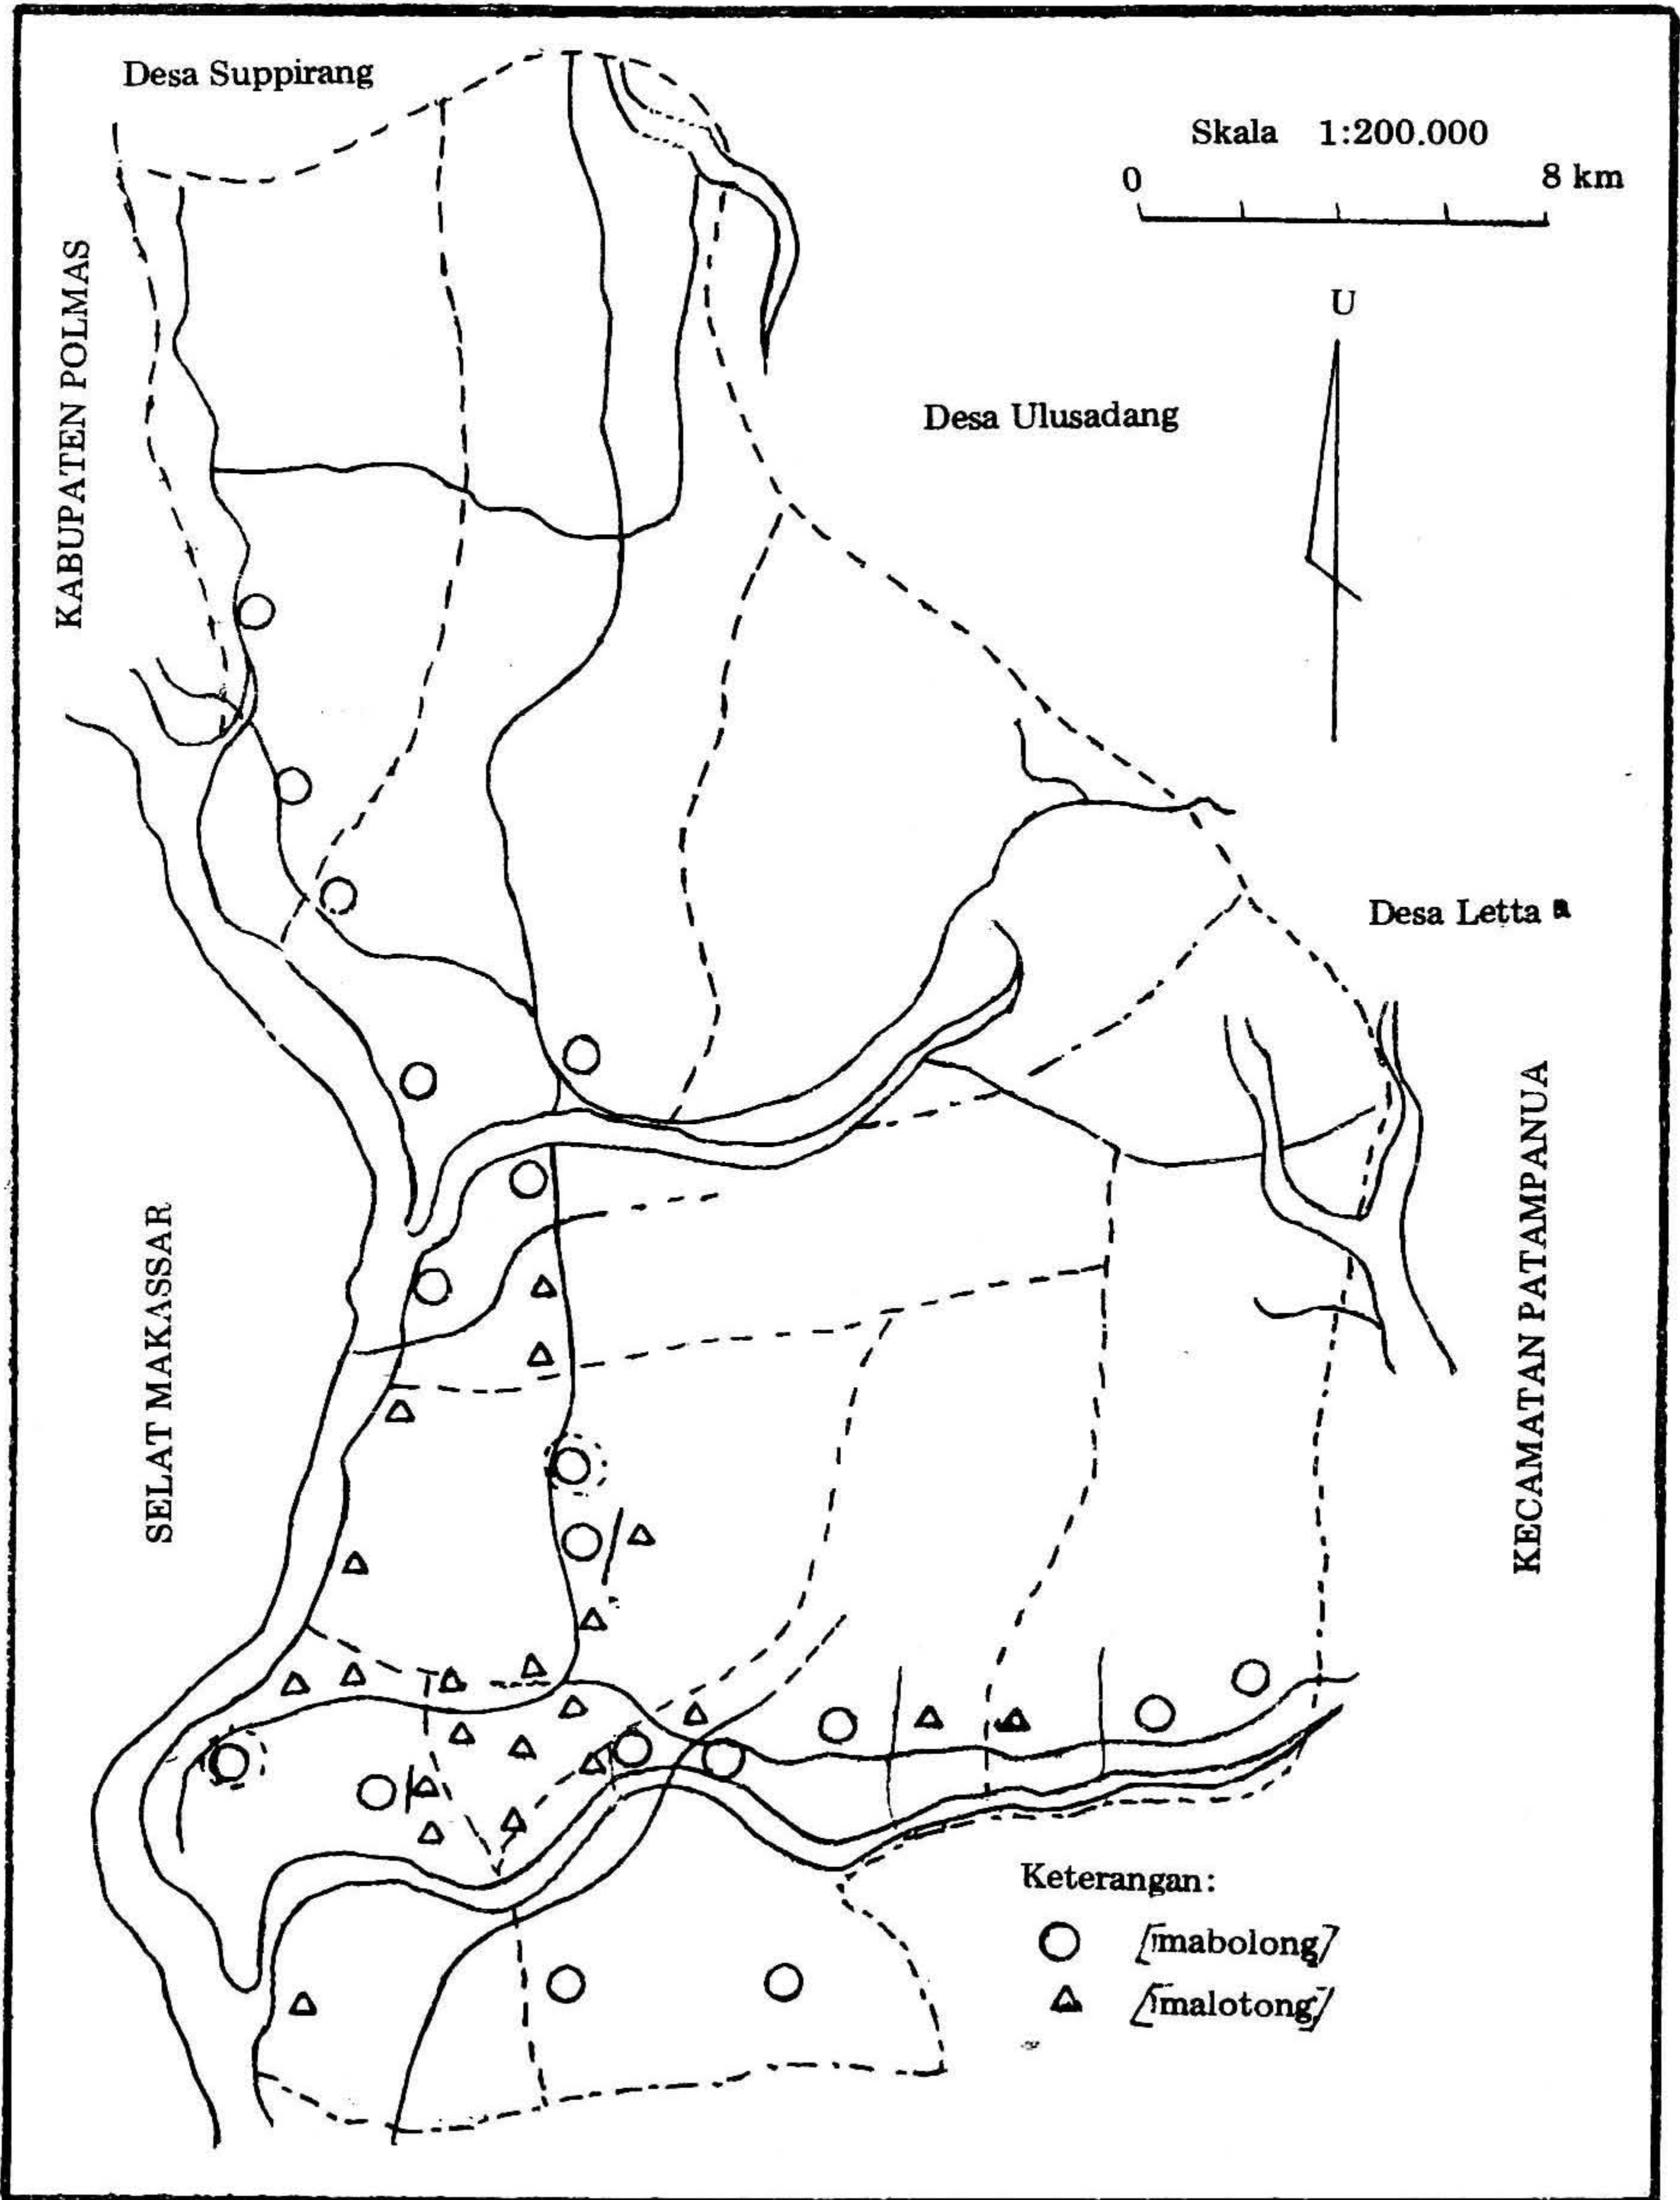 Desa Suppirang
Skala 1:200.000
0 8 km
KABUPATEN POLMAS
U
Desa Ulusadang
Desa Letta
SELAT MAKASSAR
KECAMATAN PATAMPANUA
Keterangan:
[mabolong]
[malotong]